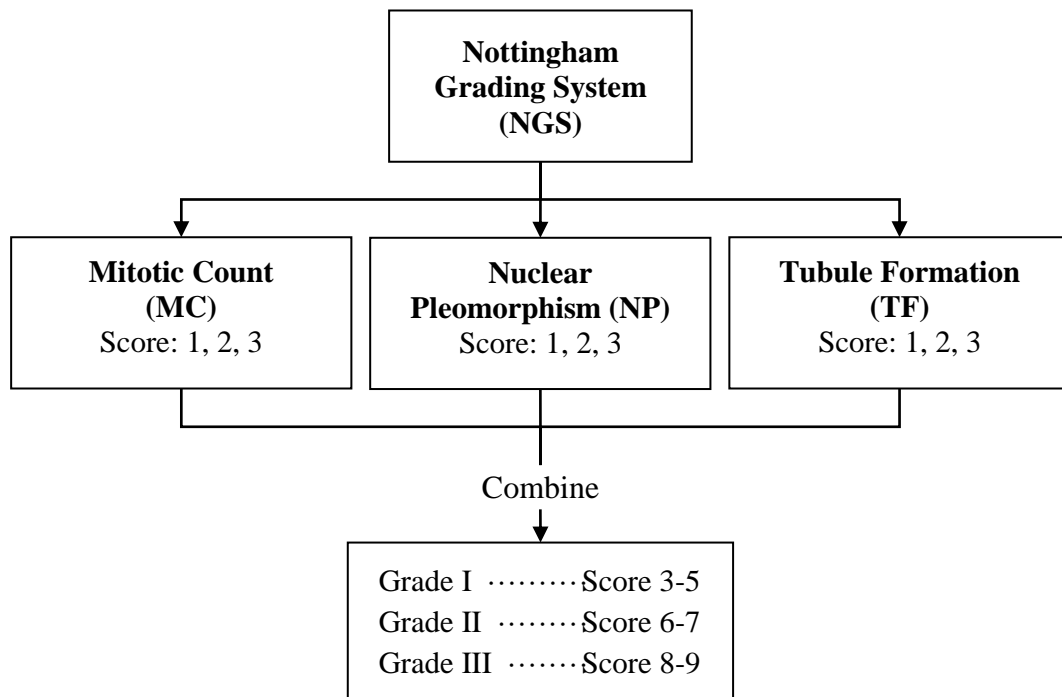 Nottingham
Grading System
(NGS)
Mitotic Count
(MC)
Score: 1, 2, 3
Nuclear
Pleomorphism (NP)
Score: 1, 2, 3
Tubule Formation
(TF)
Score: 1, 2, 3
Combine
Grade I ········· Score 3-5
Grade II ········ Score 6-7
Grade III ······· Score 8-9